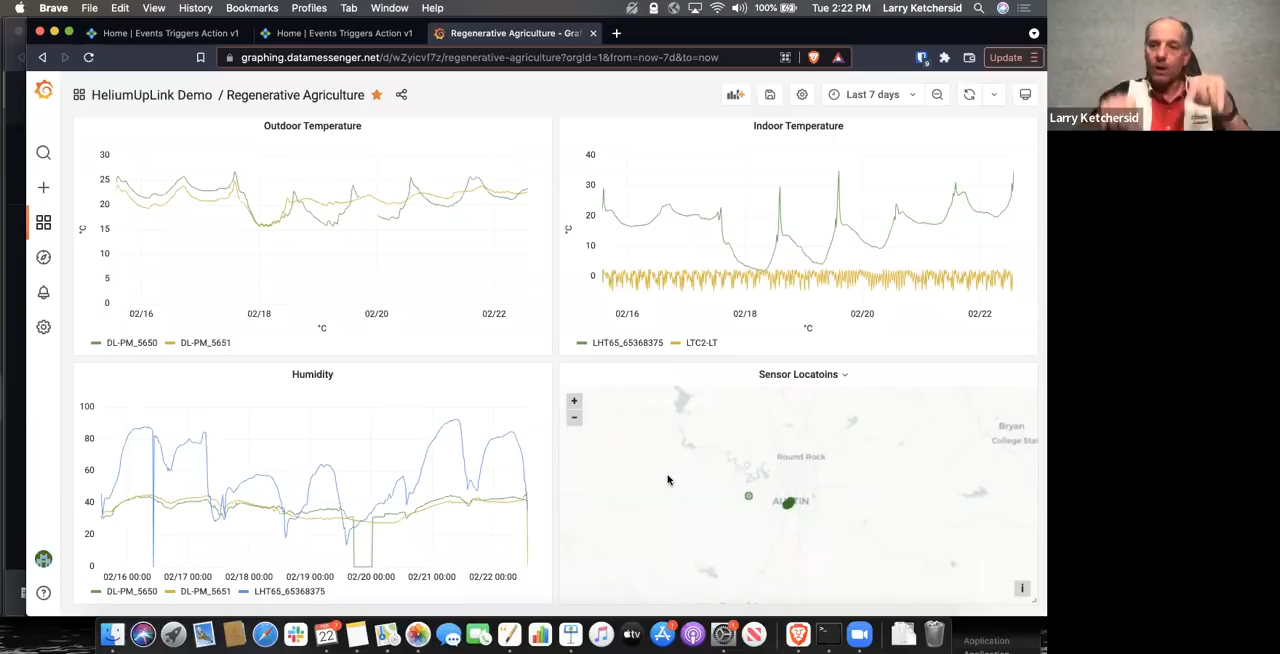 Brave File Edit View History Bookmarks Profiles Tab Window Help 100% Tue 2:22 PM Larry Ketchersid
Home | Events Triggers Action v1 Home | Events Triggers Action v1 Regenerative Agriculture - Gra
graphing.datamessenger.net/d/wZyicvf7z/regenerative-agriculture?orgId=1&from=now-7d&to=now 9 Update
HeliumUpLink Demo / Regenerative Agriculture Last 7 days
Larry Ketchersid
Outdoor Temperature
30
25
20
15
10
5
0
°C
02/16 02/18 02/20 02/22
°C
DL-PM_5650 DL-PM_5651
Indoor Temperature
40
30
20
10
0
°C
02/16 02/18 02/20 02/22
°C
LHT65_65368375 LTC2-LT
Humidity
100
80
60
40
20
0
02/16 00:00 02/17 00:00 02/18 00:00 02/19 00:00 02/20 00:00 02/21 00:00 02/22 00:00
DL-PM_5650 DL-PM_5651 LHT65_65368375
Sensor Locatoins
+
−
Bryan
College Stat
Round Rock
AUSTIN
i
22
tv
Application